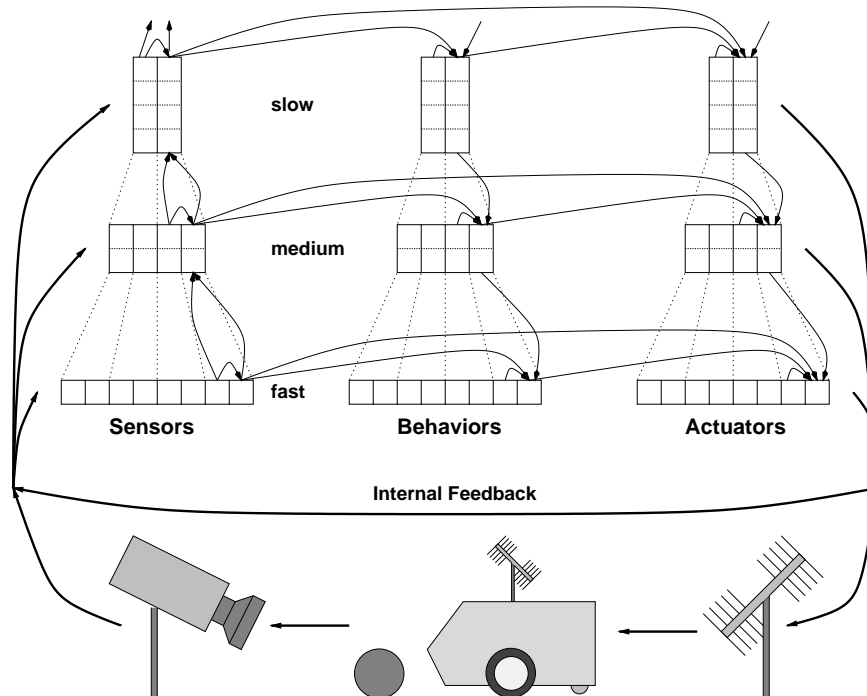 slow
medium
fast
Sensors
Behaviors
Actuators
Internal Feedback